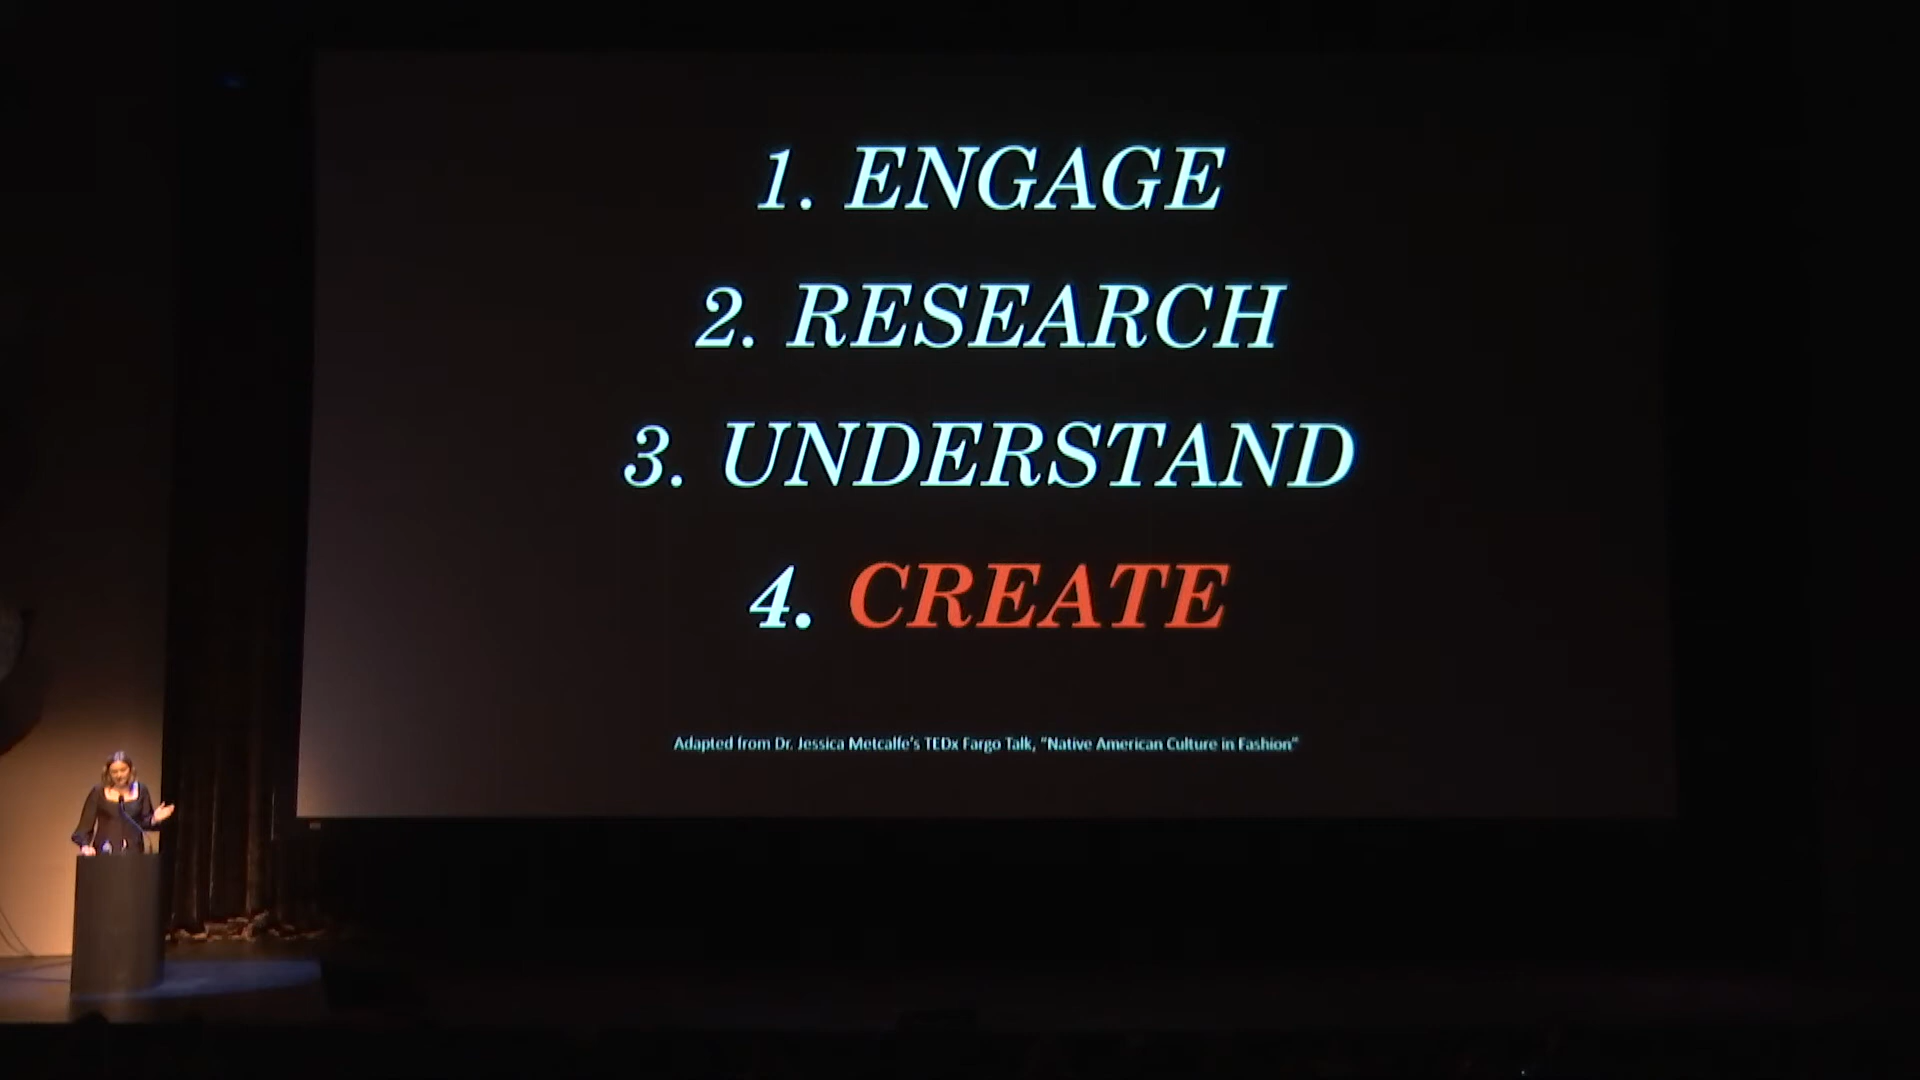 1. ENGAGE
2. RESEARCH
3. UNDERSTAND
4. CREATE
Adapted from Dr. Jessica Metcalfe's TEDx Fargo Talk, "Native American Culture in Fashion"